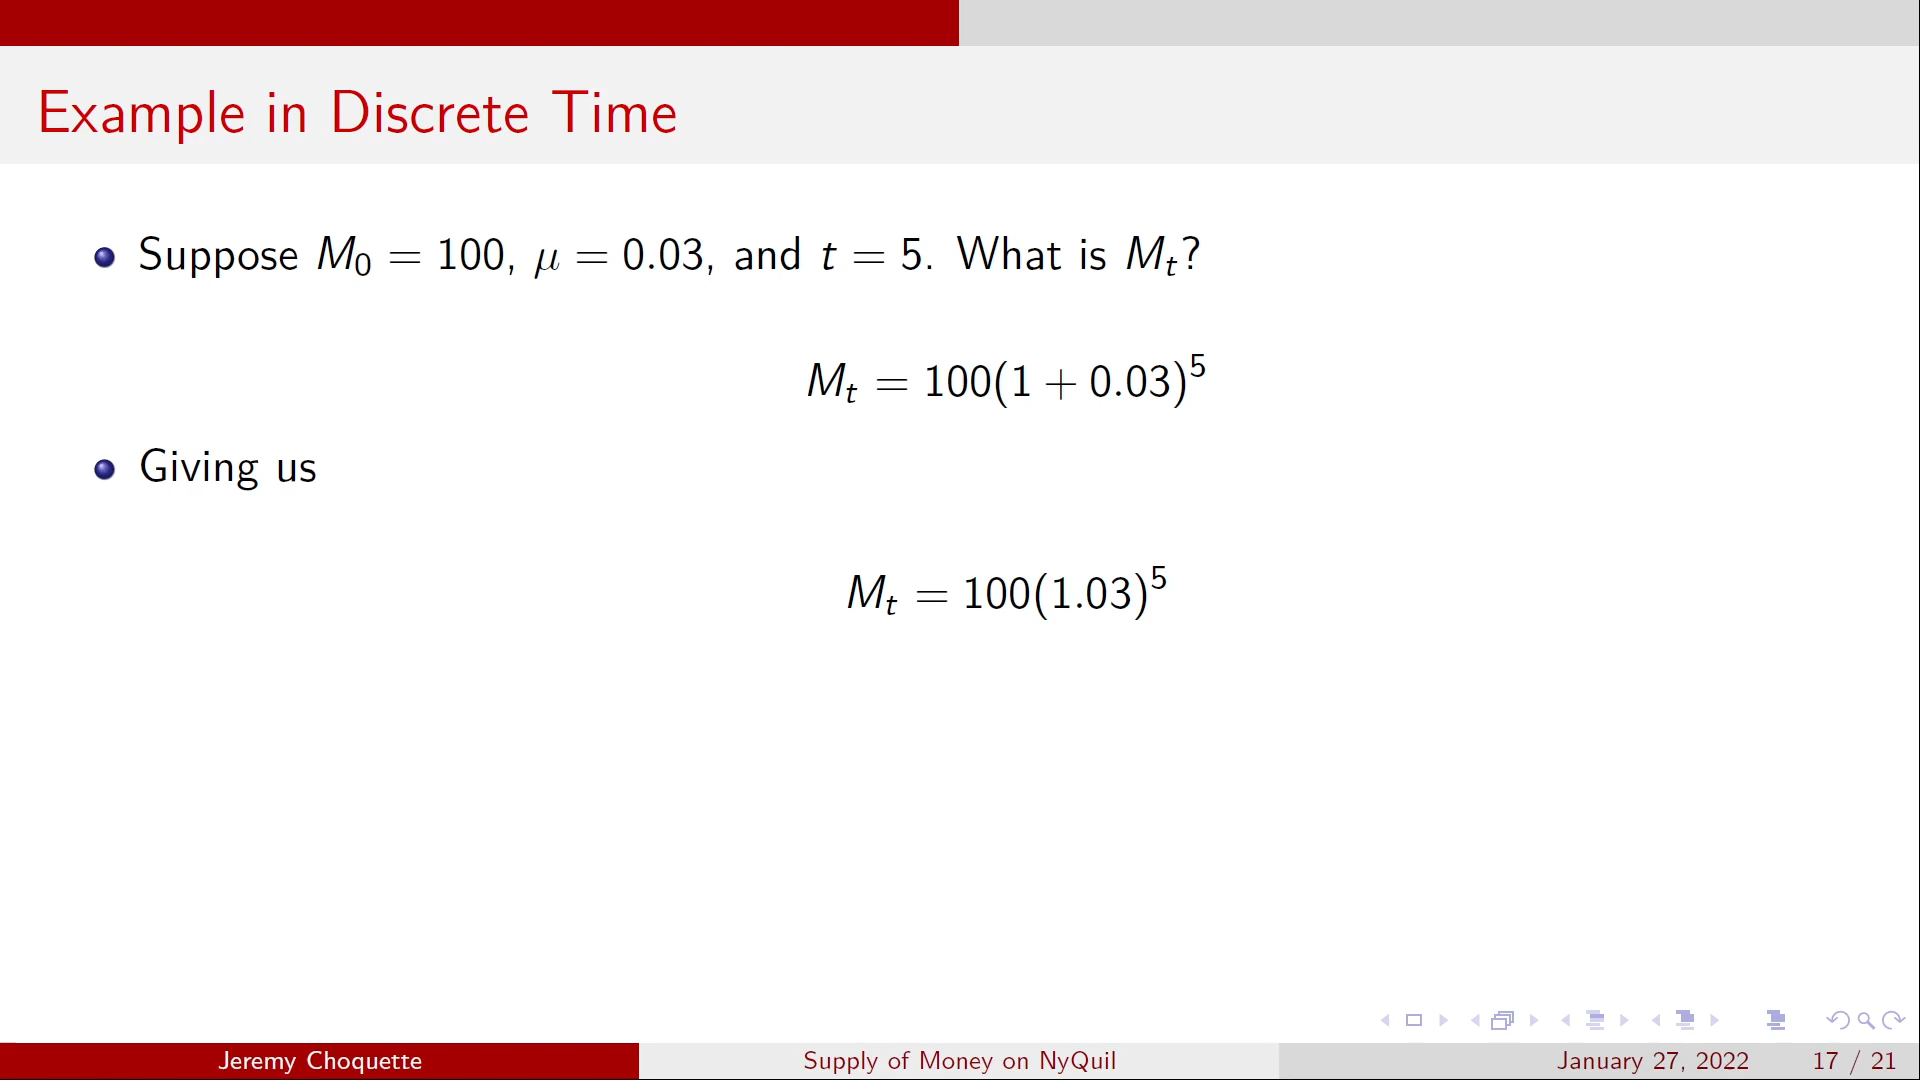 Example in Discrete Time
Suppose M₀ = 100, μ = 0.03, and t = 5. What is Mₜ?
Mₜ = 100(1 + 0.03)⁵
Giving us
Mₜ = 100(1.03)⁵
Jeremy Choquette
Supply of Money on NyQuil
January 27, 2022
17 / 21